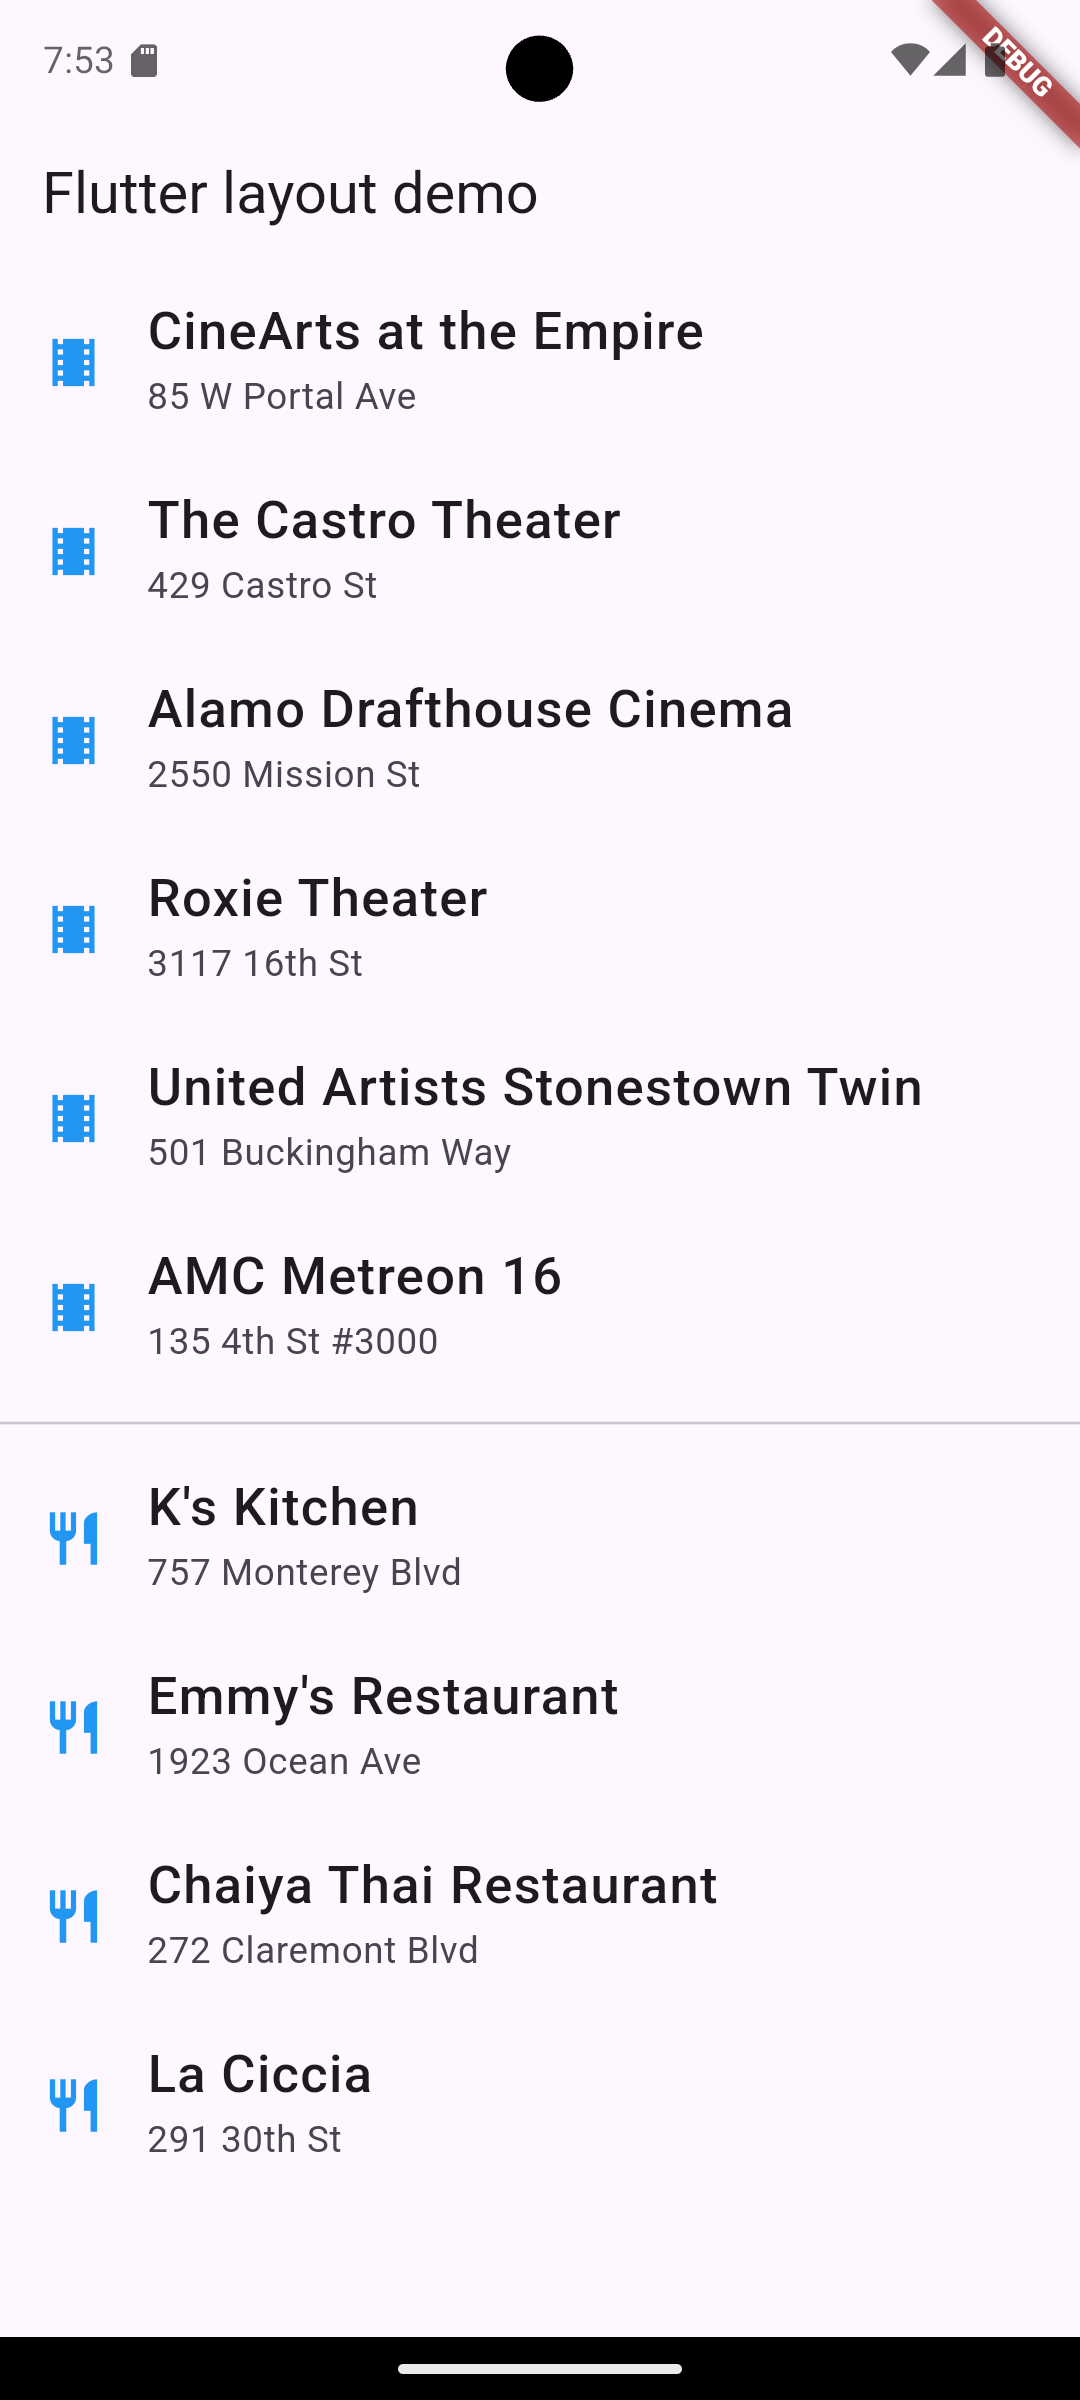 7:53
DEBUG
Flutter layout demo
CineArts at the Empire
85 W Portal Ave
The Castro Theater
429 Castro St
Alamo Drafthouse Cinema
2550 Mission St
Roxie Theater
3117 16th St
United Artists Stonestown Twin
501 Buckingham Way
AMC Metreon 16
135 4th St #3000
K's Kitchen
757 Monterey Blvd
Emmy's Restaurant
1923 Ocean Ave
Chaiya Thai Restaurant
272 Claremont Blvd
La Ciccia
291 30th St